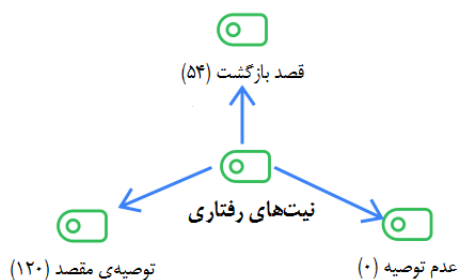 قصد بازگشت (۵۴)
نیت‌های رفتاری
عدم توصیه (۰)
توصیه‌ی مقصد (۱۲۰)